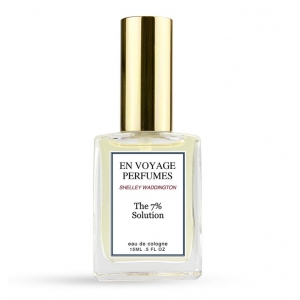 EN VOYAGE
PERFUMES
SHELLEY WADDINGTON
The 7%
Solution
eau de cologne
15ML .5 FL OZ